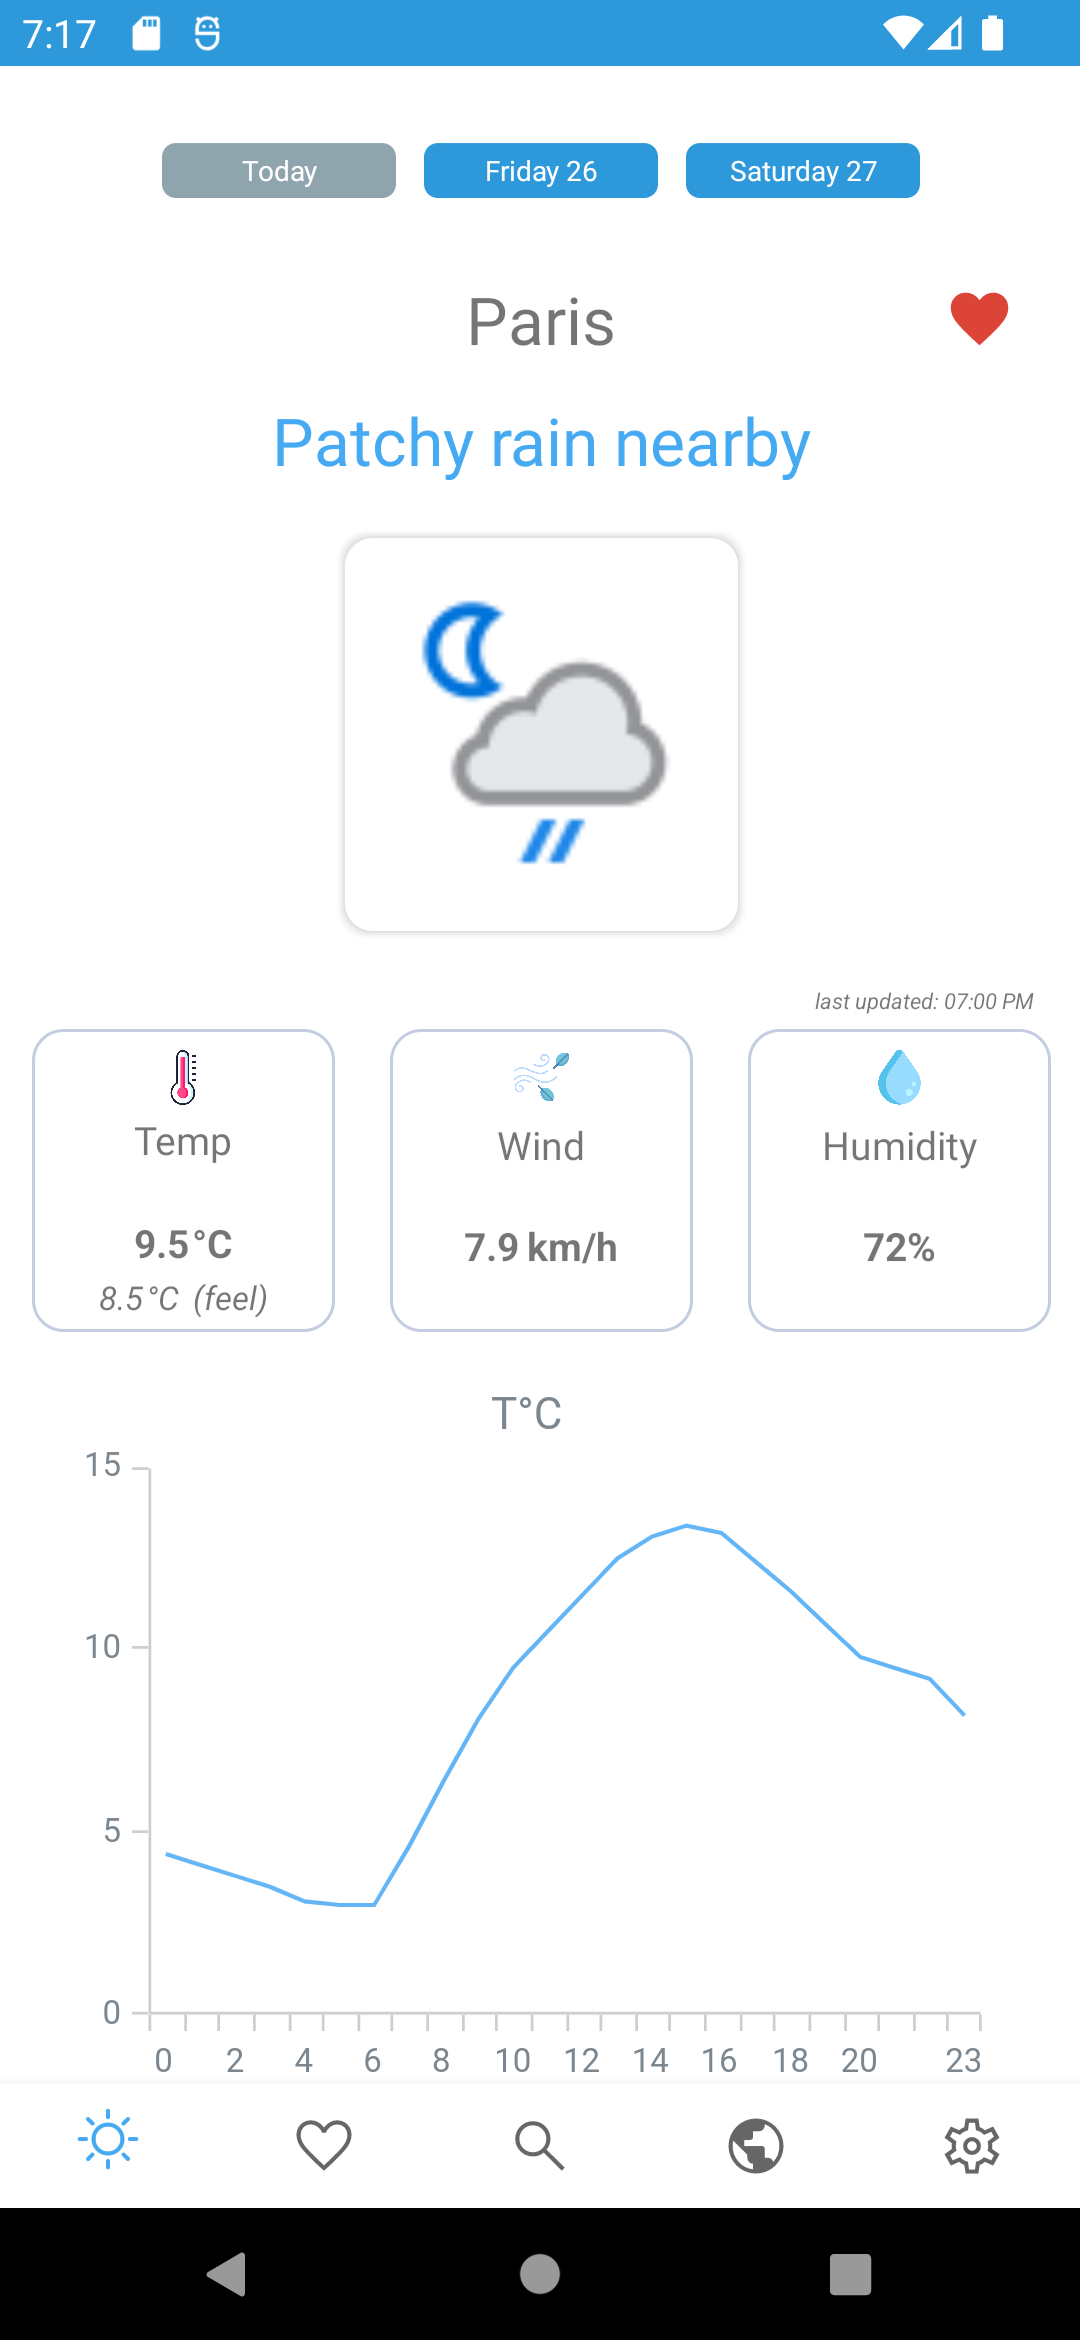 7:17
Today Friday 26 Saturday 27
Paris
Patchy rain nearby
last updated: 07:00 PM
Temp Wind Humidity
9.5°C 7.9 km/h 72%
8.5°C (feel)
T°C
15
10
5
0
0 2 4 6 8 10 12 14 16 18 20 23